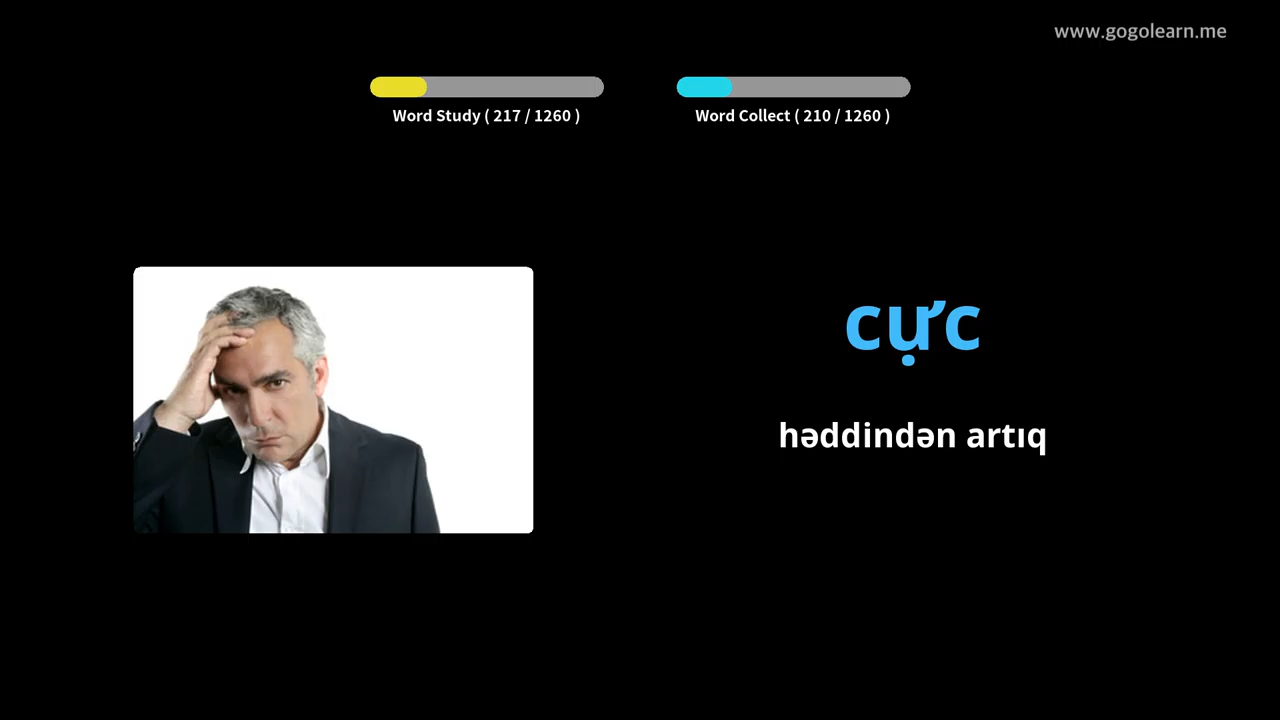 www.gogolearn.me
Word Study ( 217 / 1260 )
Word Collect ( 210 / 1260 )
cực
həddindən artıq